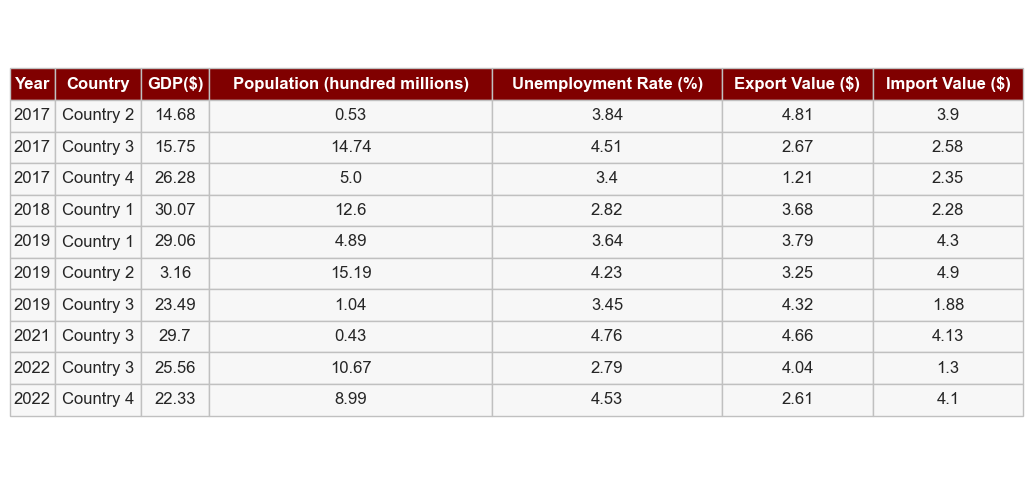 Year Country GDP($) Population (hundred millions) Unemployment Rate (%) Export Value ($) Import Value ($)
2017 Country 2 14.68 0.53 3.84 4.81 3.9
2017 Country 3 15.75 14.74 4.51 2.67 2.58
2017 Country 4 26.28 5.0 3.4 1.21 2.35
2018 Country 1 30.07 12.6 2.82 3.68 2.28
2019 Country 1 29.06 4.89 3.64 3.79 4.3
2019 Country 2 3.16 15.19 4.23 3.25 4.9
2019 Country 3 23.49 1.04 3.45 4.32 1.88
2021 Country 3 29.7 0.43 4.76 4.66 4.13
2022 Country 3 25.56 10.67 2.79 4.04 1.3
2022 Country 4 22.33 8.99 4.53 2.61 4.1